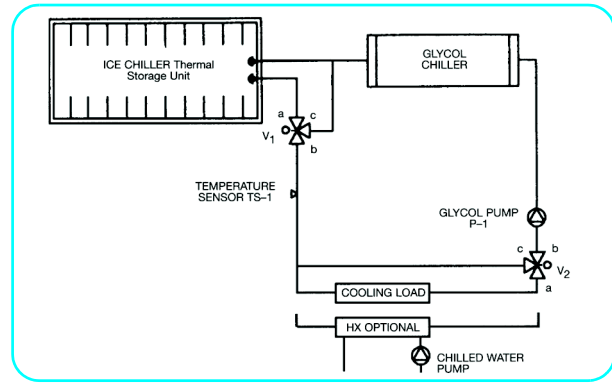 ICE CHILLER Thermal
Storage Unit
GLYCOL
CHILLER
a
c
V1
b
TEMPERATURE
SENSOR TS–1
GLYCOL PUMP
P–1
c
b
V2
a
COOLING LOAD
HX OPTIONAL
CHILLED WATER
PUMP